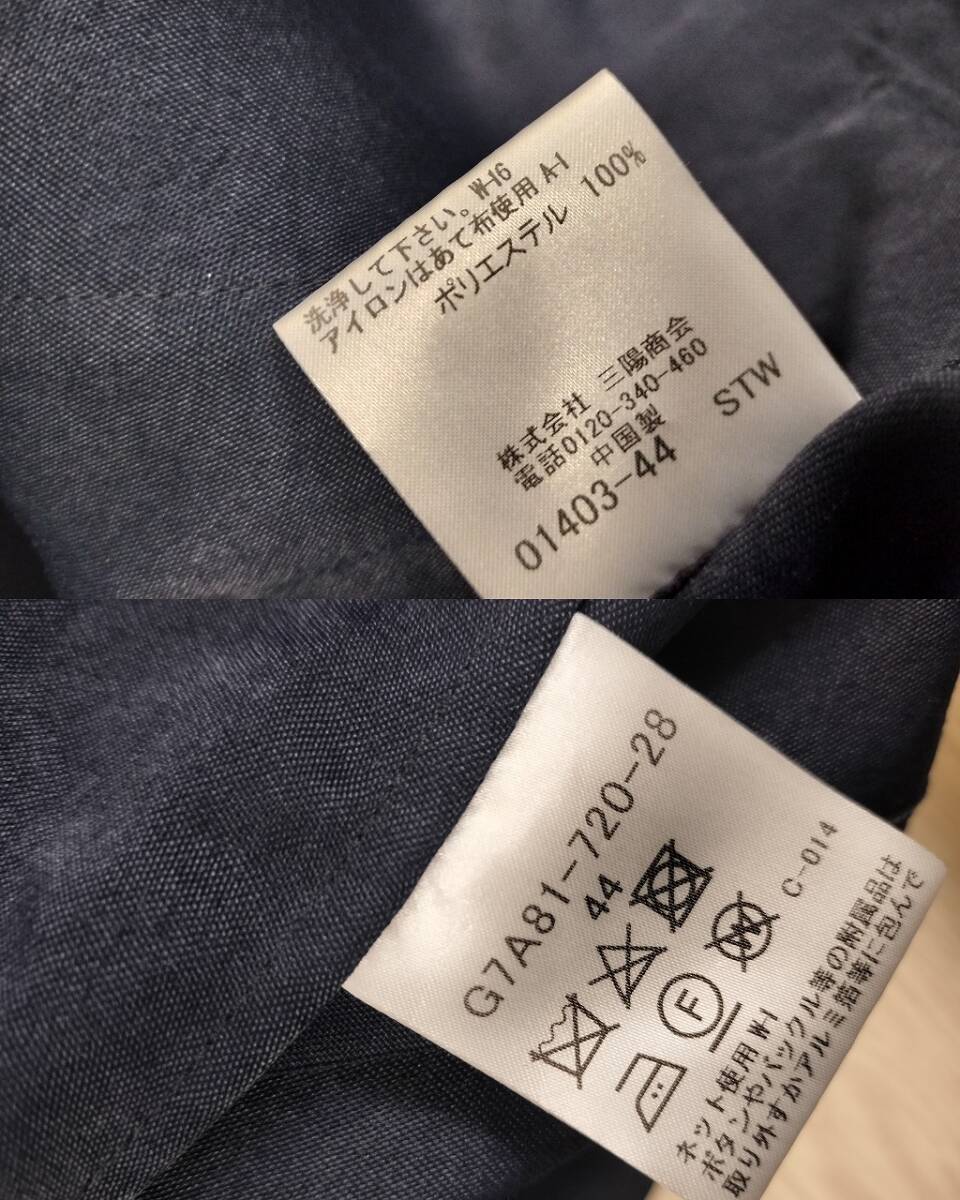 洗浄して下さい。W-16
アイロンはあて布使用 A-1
ポリエステル 100%
株式会社 三陽商会
電話0120-340-460
中国製
01403-44 STW
G7A81-720-28
44
F
W
C-014
ネット使用 W-1
ボタンやバックル等の附属品は
取り外すかアルミ箔等に包んで